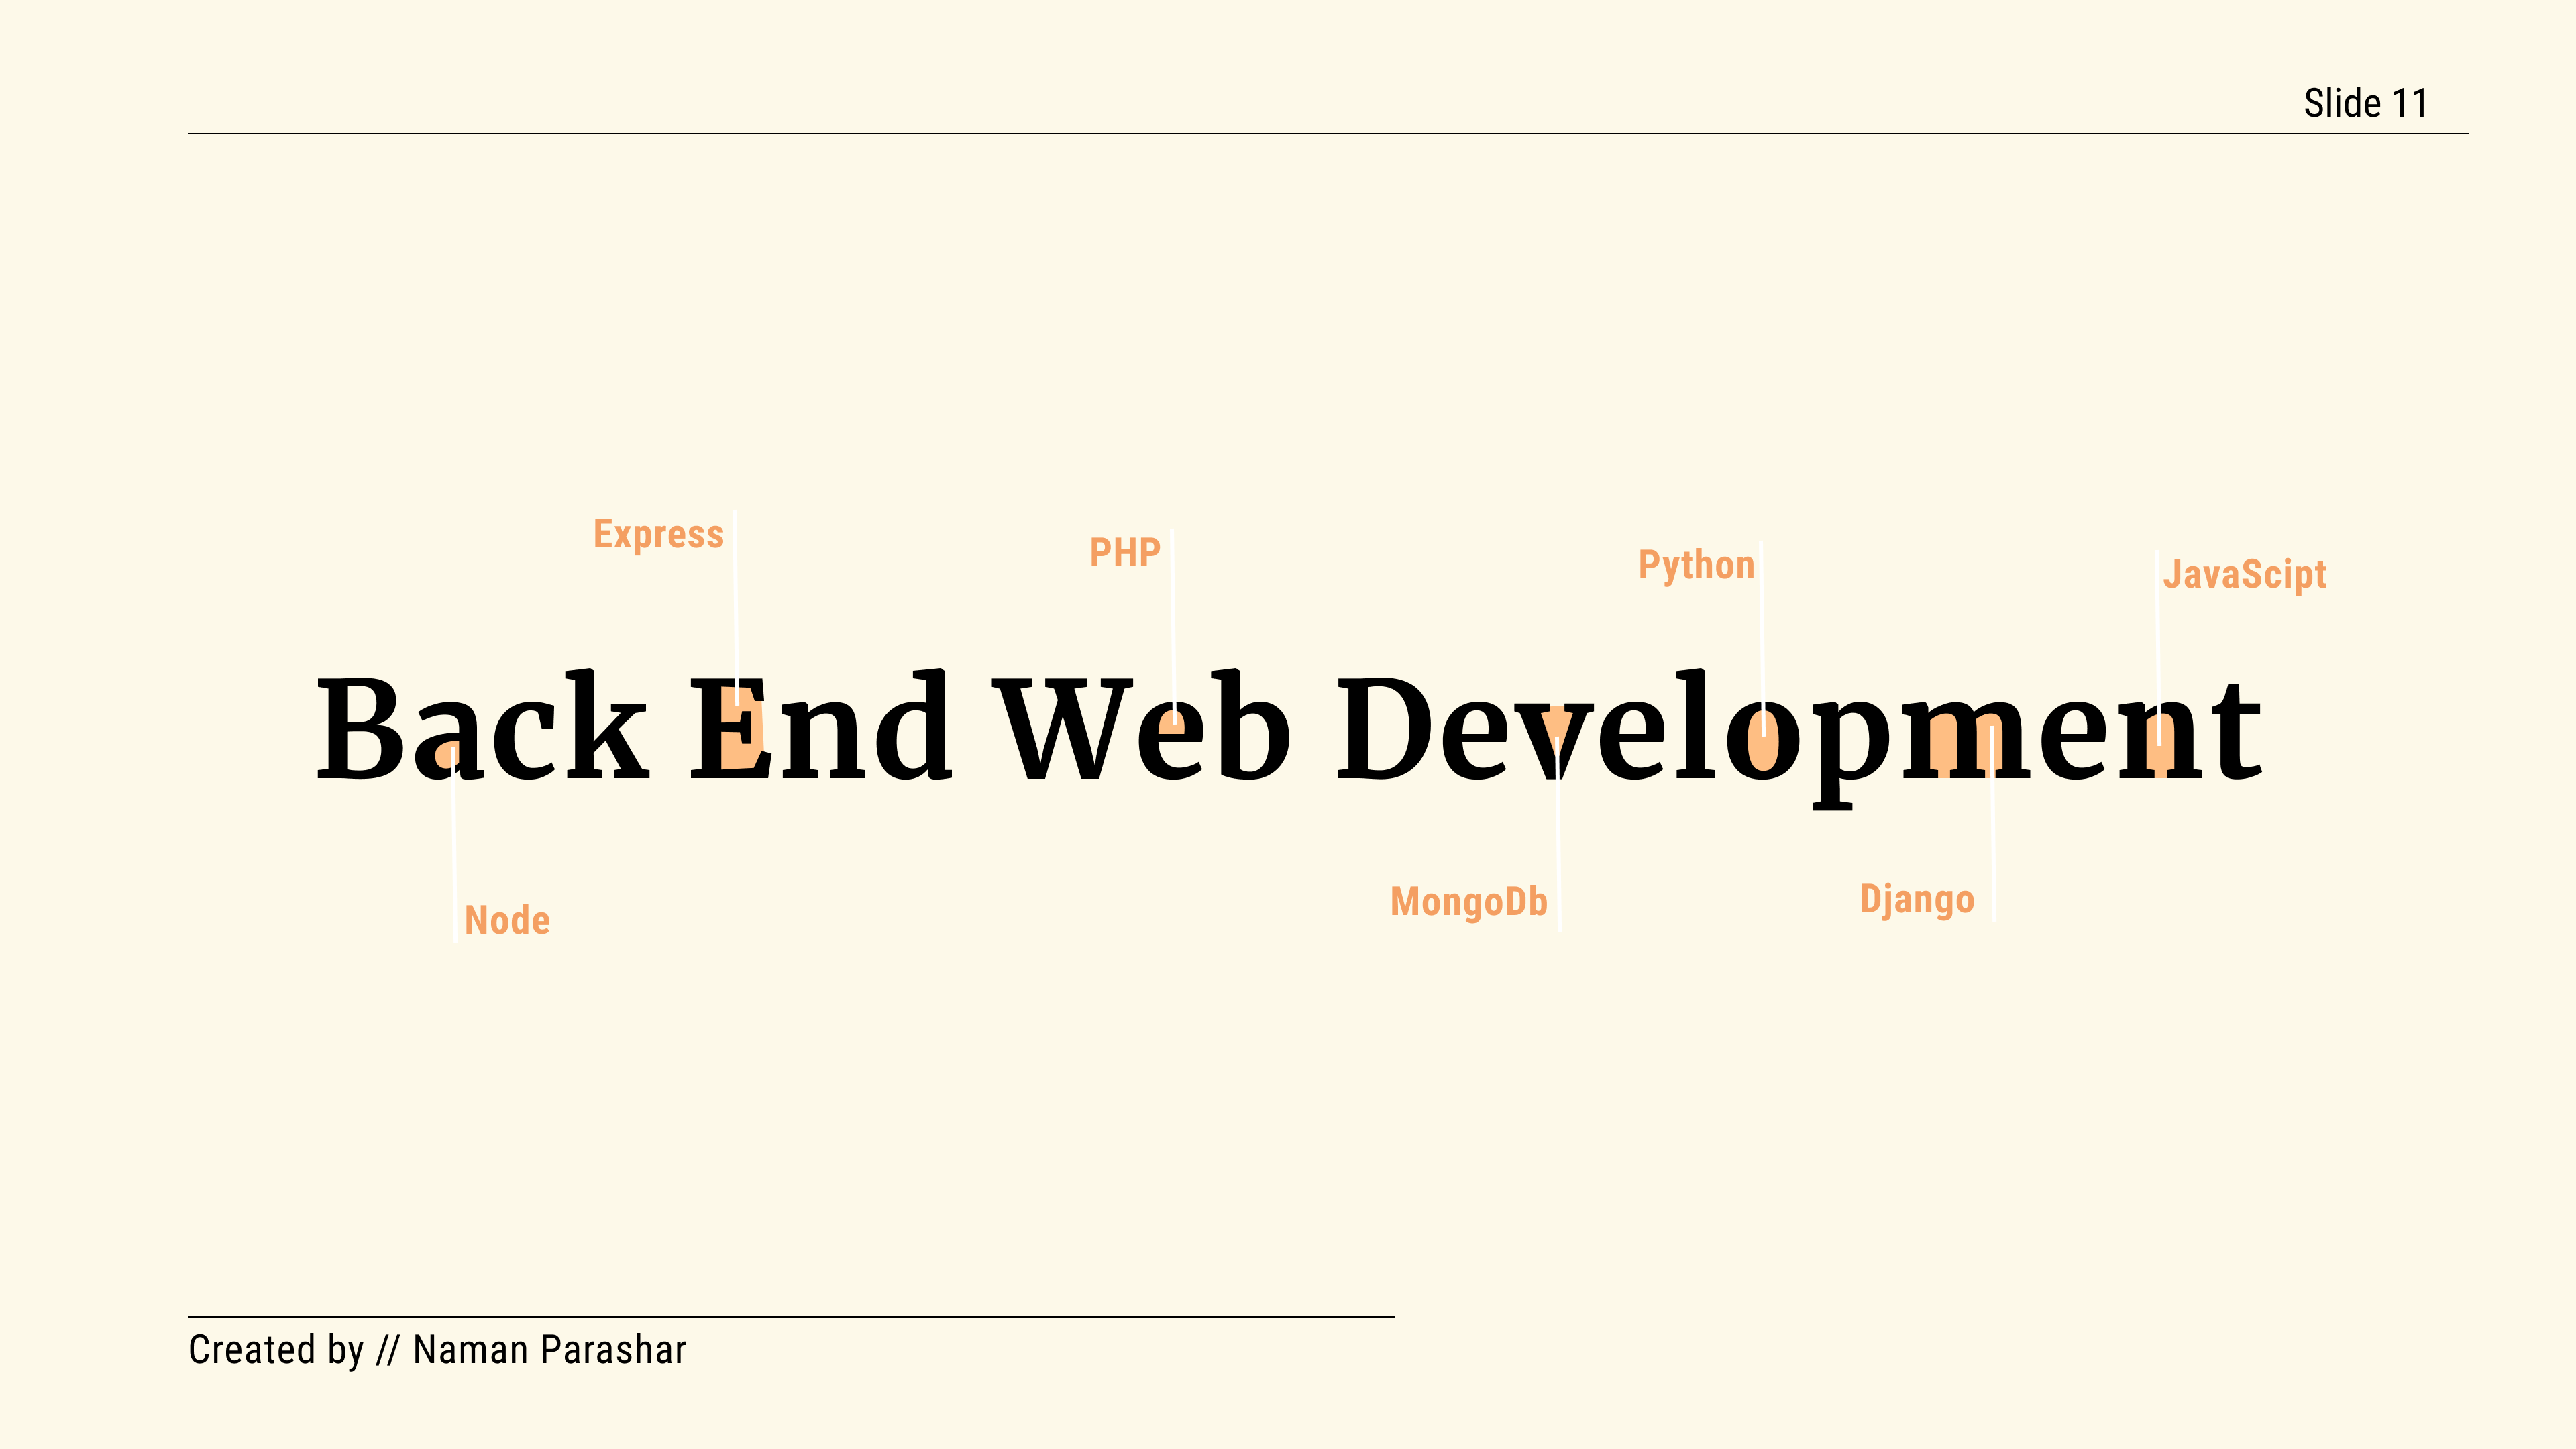 Slide 11
Express
PHP
Python
JavaScipt
Back End Web Development
Node
MongoDb
Django
Created by // Naman Parashar